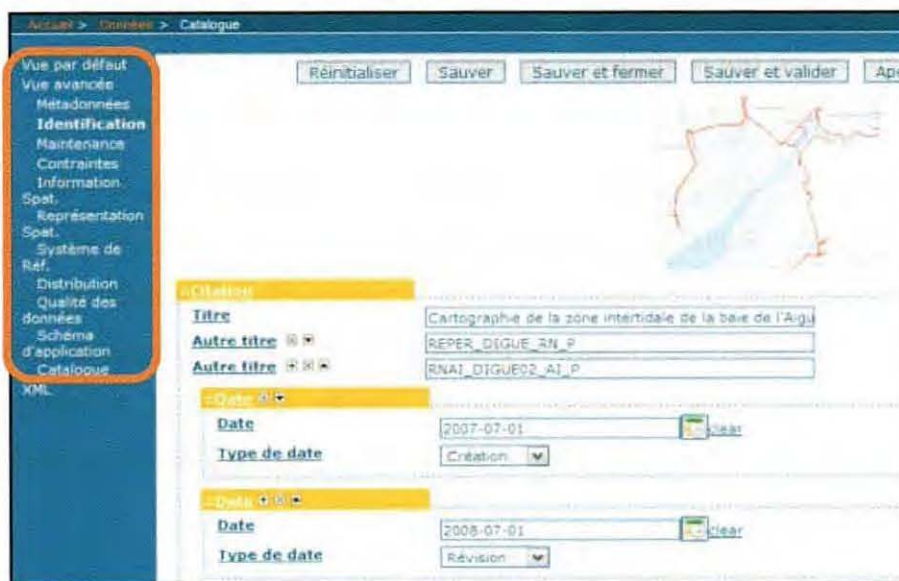 Accueil > Données > Catalogue
Vue par défaut
Vue avancée
Métadonnées
Identification
Maintenance
Contraintes
Information
Spat.
Représentation
Spat.
Système de
Réf.
Distribution
Qualité des
données
Schéma
d'application
Catalogue
XML
Réinitialiser Sauver Sauver et fermer Sauver et valider Ape
Citation
Titre Cartographie de la zone intertidale de la baie de l'Aigu
Autre titre REPER_DIGUE_RN_P
Autre titre RNAI_DIGUE02_AI_P
Date
Date 2007-07-01 clear
Type de date Création
Date
Date 2008-07-01 clear
Type de date Révision